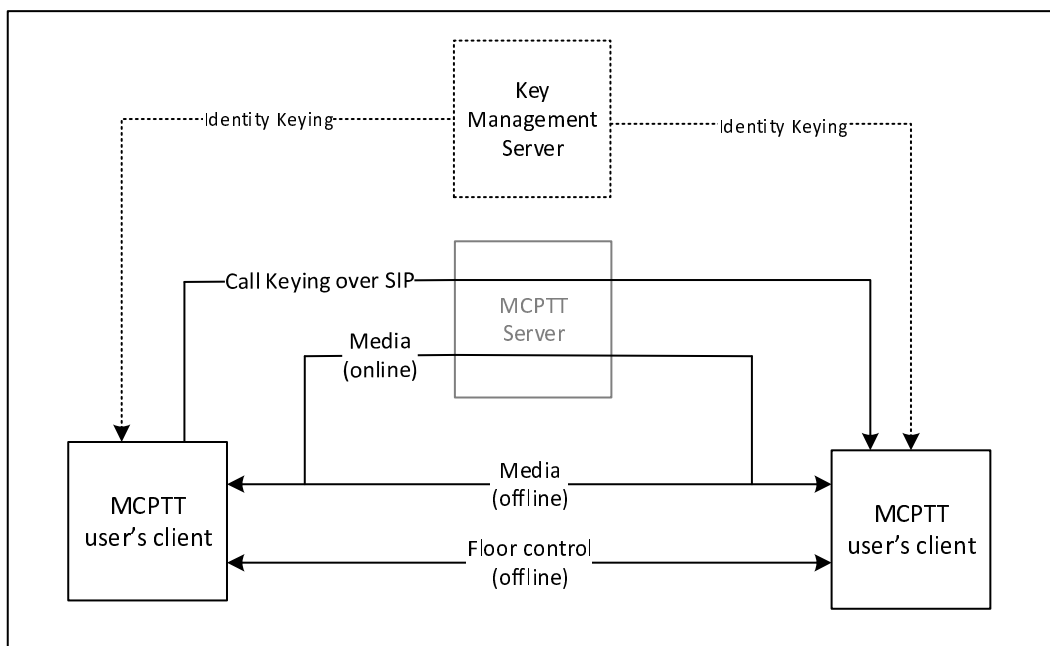 Key
Management
Server
Identity Keying
Identity Keying
Call Keying over SIP
MCPTT
Server
Media
(online)
Media
(offline)
MCPTT
user's client
MCPTT
user's client
Floor control
(offline)